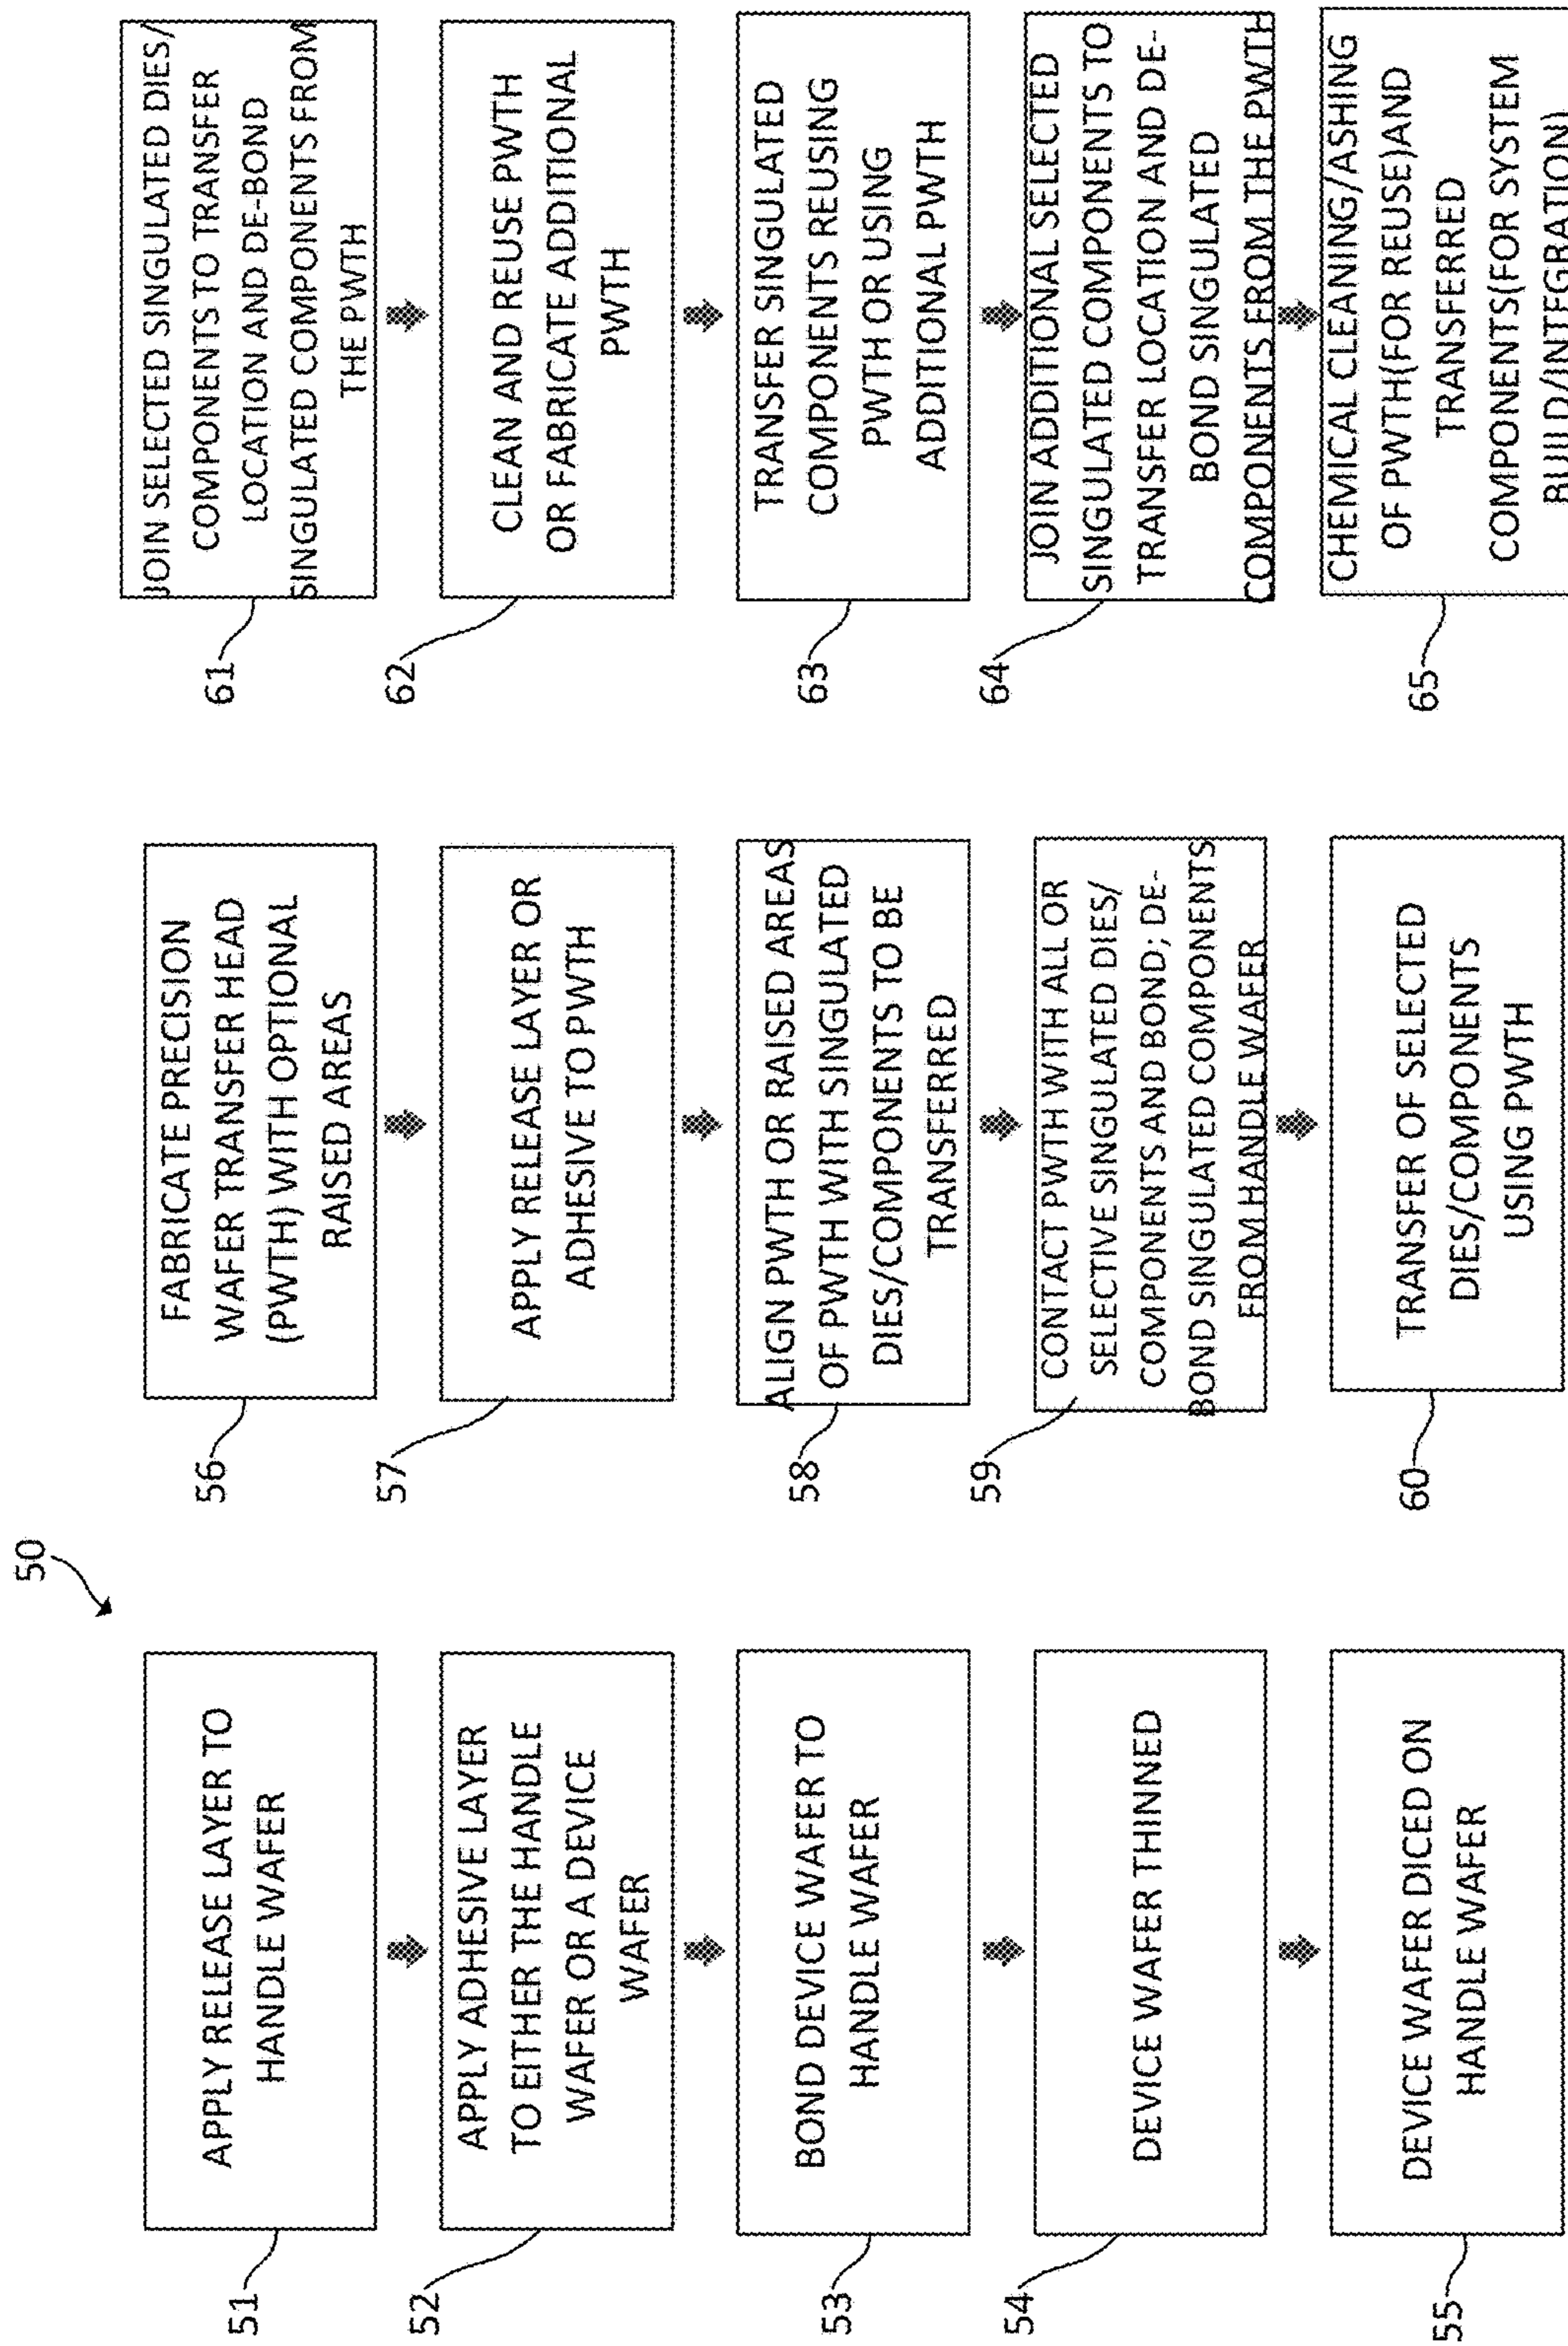 50
51
APPLY RELEASE LAYER TO
HANDLE WAFER
52
APPLY ADHESIVE LAYER
TO EITHER THE HANDLE
WAFER OR A DEVICE
WAFER
53
BOND DEVICE WAFER TO
HANDLE WAFER
54
DEVICE WAFER THINNED
55
DEVICE WAFER DICED ON
HANDLE WAFER
56
FABRICATE PRECISION
WAFER TRANSFER HEAD
(PWTH) WITH OPTIONAL
RAISED AREAS
57
APPLY RELEASE LAYER OR
ADHESIVE TO PWTH
58
ALIGN PWTH OR RAISED AREAS
OF PWTH WITH SINGULATED
DIES/COMPONENTS TO BE
TRANSFERRED
59
CONTACT PWTH WITH ALL OR
SELECTIVE SINGULATED DIES/
COMPONENTS AND BOND; DE-
BOND SINGULATED COMPONENTS
FROM HANDLE WAFER
60
TRANSFER OF SELECTED
DIES/COMPONENTS
USING PWTH
61
JOIN SELECTED SINGULATED DIES/
COMPONENTS TO TRANSFER
LOCATION AND DE-BOND
SINGULATED COMPONENTS FROM
THE PWTH
62
CLEAN AND REUSE PWTH
OR FABRICATE ADDITIONAL
PWTH
63
TRANSFER SINGULATED
COMPONENTS REUSING
PWTH OR USING
ADDITIONAL PWTH
64
JOIN ADDITIONAL SELECTED
SINGULATED COMPONENTS TO
TRANSFER LOCATION AND DE-
BOND SINGULATED
COMPONENTS FROM THE PWTH
65
CHEMICAL CLEANING/ASHING
OF PWTH(FOR REUSE)AND
TRANSFERRED
COMPONENTS(FOR SYSTEM
BUILD/INTEGRATION)